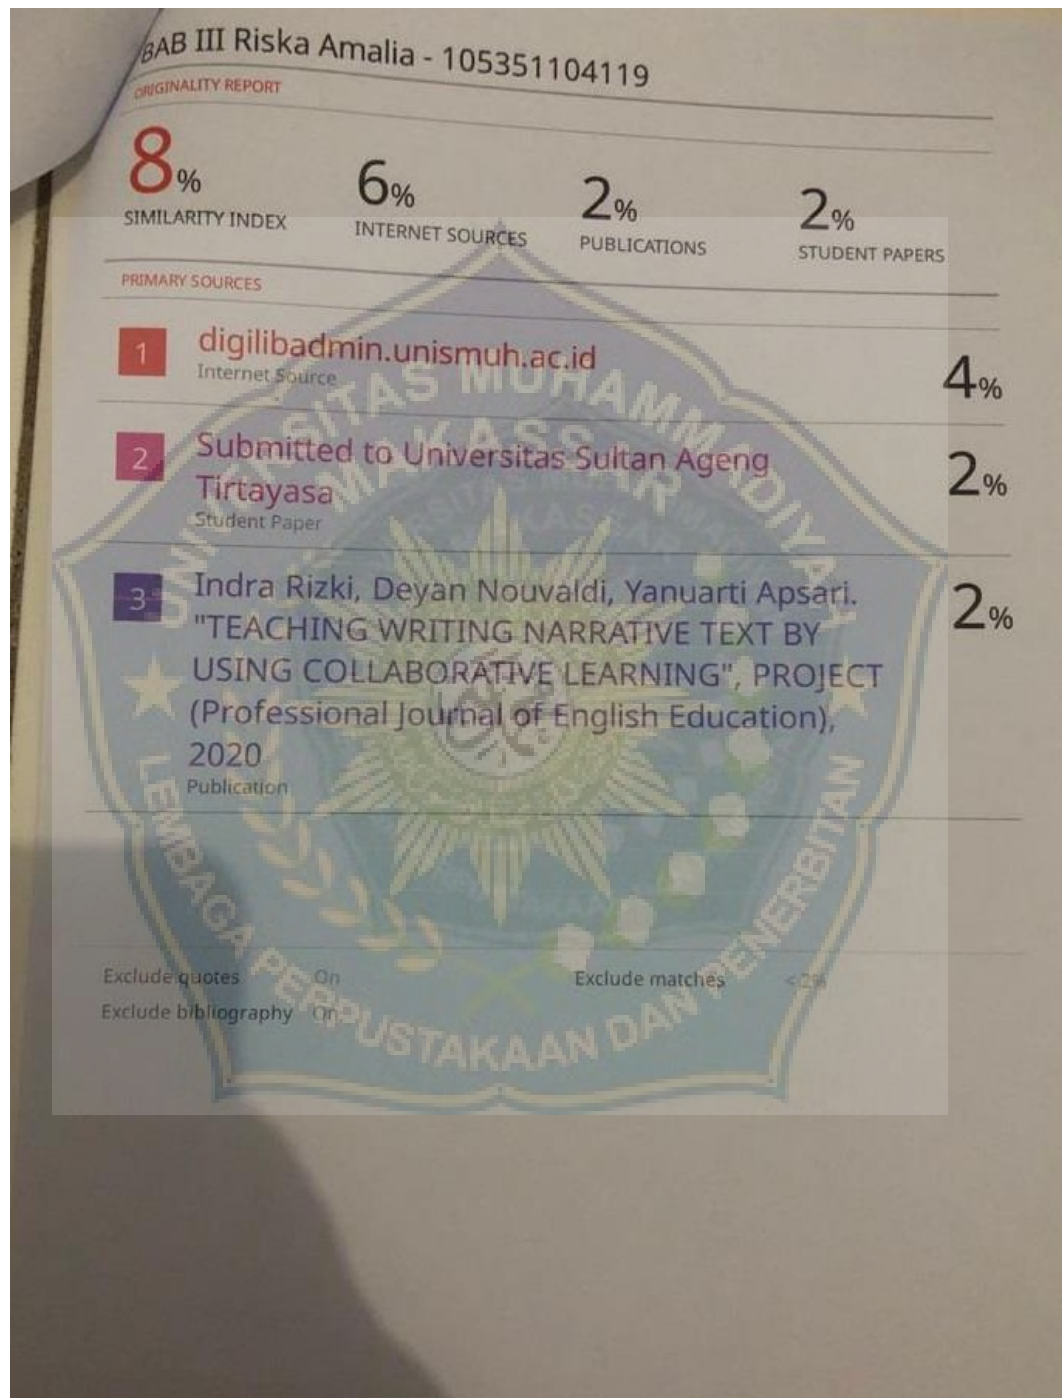 BAB III Riska Amalia - 105351104119
ORIGINALITY REPORT
8% 6% 2% 2%
SIMILARITY INDEX INTERNET SOURCES PUBLICATIONS STUDENT PAPERS
PRIMARY SOURCES
1 digilibadmin.unismuh.ac.id 4%
Internet Source
2 Submitted to Universitas Sultan Ageng 2%
Tirtayasa
Student Paper
3 Indra Rizki, Deyan Nouvaldi, Yanuarti Apsari. 2%
"TEACHING WRITING NARRATIVE TEXT BY
USING COLLABORATIVE LEARNING", PROJECT
(Professional Journal of English Education),
2020
Publication
Exclude quotes On Exclude matches < 2%
Exclude bibliography On
UNIVERSITAS MUHAMMADIYAH
MAKASSAR
LEMBAGA PERPUSTAKAAN DAN PENERBITAN